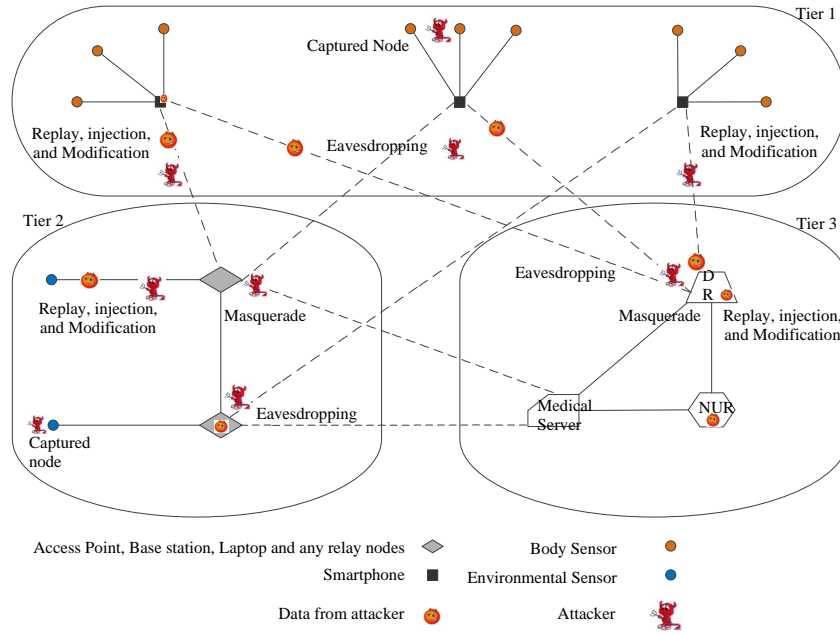 Tier 1
Captured Node
Replay, injection,
and Modification
Eavesdropping
Replay, injection,
and Modification
Tier 2
Tier 3
Eavesdropping
D
R
Replay, injection,
and Modification
Masquerade
Masquerade
Replay, injection,
and Modification
Eavesdropping
Medical
Server
NUR
Captured
node
Access Point, Base station, Laptop and any relay nodes
Body Sensor
Smartphone
Environmental Sensor
Data from attacker
Attacker